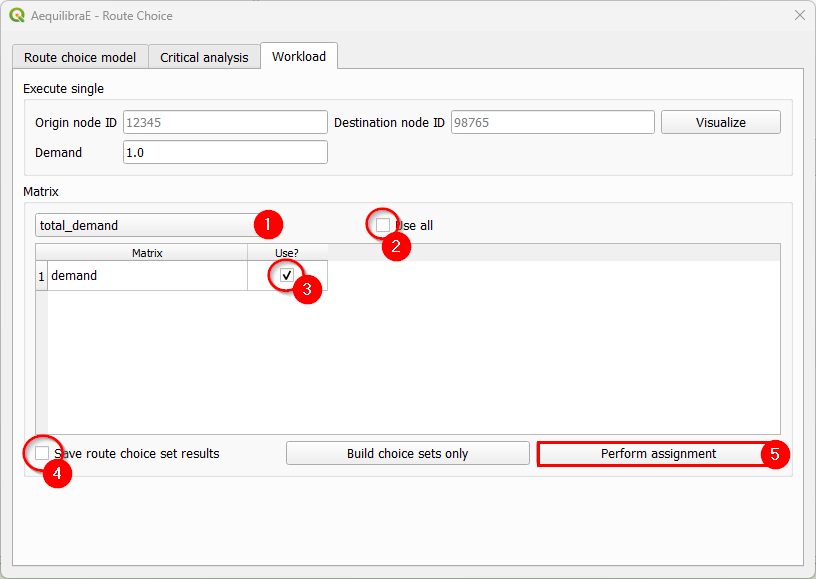 AequilibraE - Route Choice
Route choice model Critical analysis Workload
Execute single
Origin node ID 12345 Destination node ID 98765 Visualize
Demand 1.0
Matrix
total_demand 1 Use all
2
Matrix Use?
1 demand
3
Save route choice set results Build choice sets only Perform assignment 5
4